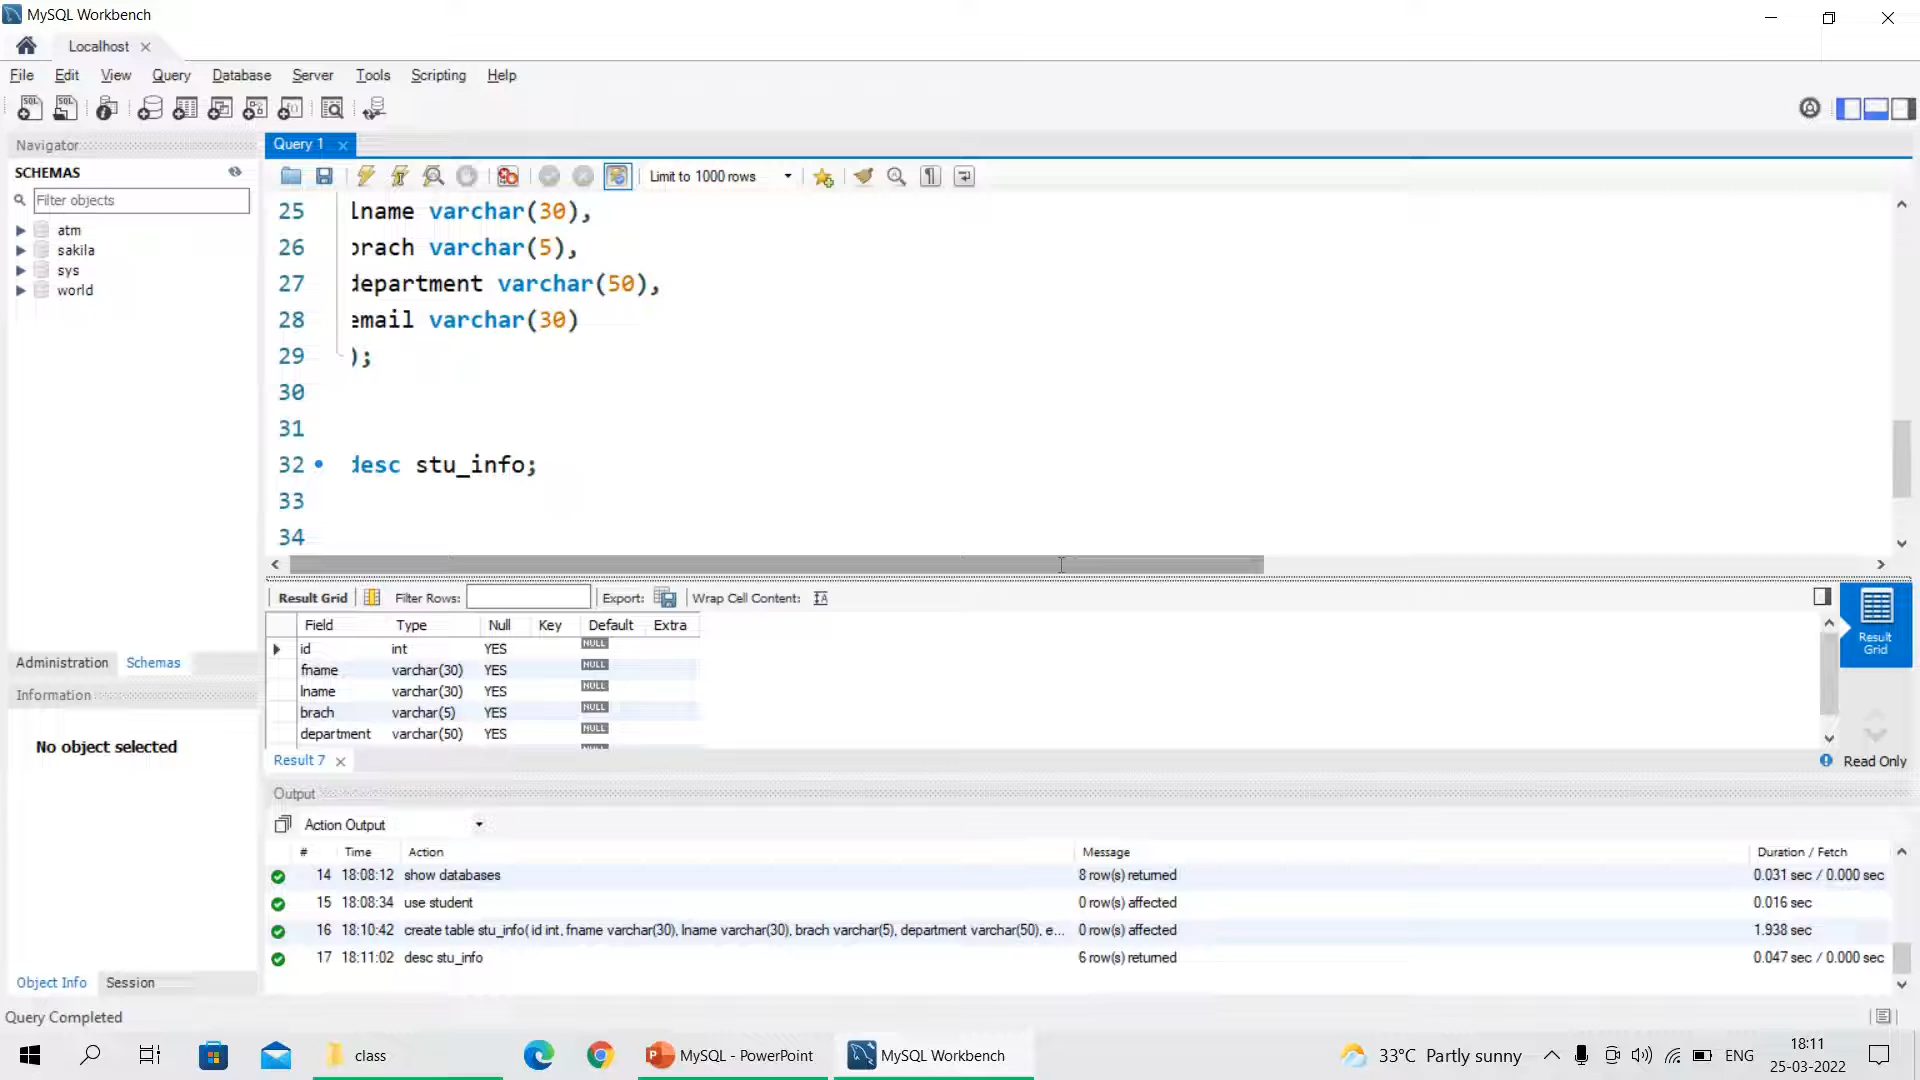 MySQL Workbench
Localhost
File Edit View Query Database Server Tools Scripting Help
Navigator
SCHEMAS
Filter objects
atm
sakila
sys
world
Administration Schemas
Information
No object selected
Object Info Session
Query 1
Limit to 1000 rows
25 lname varchar(30),
26 brach varchar(5),
27 department varchar(50),
28 email varchar(30)
29 );
30
31
32 desc stu_info;
33
34
Result Grid Filter Rows: Export: Wrap Cell Content:
Field Type Null Key Default Extra
id int YES NULL
fname varchar(30) YES NULL
lname varchar(30) YES NULL
brach varchar(5) YES NULL
department varchar(50) YES NULL
Result Grid
Result 7
Read Only
Output
Action Output
# Time Action Message Duration / Fetch
14 18:08:12 show databases 8 row(s) returned 0.031 sec / 0.000 sec
15 18:08:34 use student 0 row(s) affected 0.016 sec
16 18:10:42 create table stu_info( id int, fname varchar(30), lname varchar(30), brach varchar(5), department varchar(50), e... 0 row(s) affected 1.938 sec
17 18:11:02 desc stu_info 6 row(s) returned 0.047 sec / 0.000 sec
Query Completed
class
MySQL - PowerPoint
MySQL Workbench
33°C Partly sunny
ENG
18:11
25-03-2022